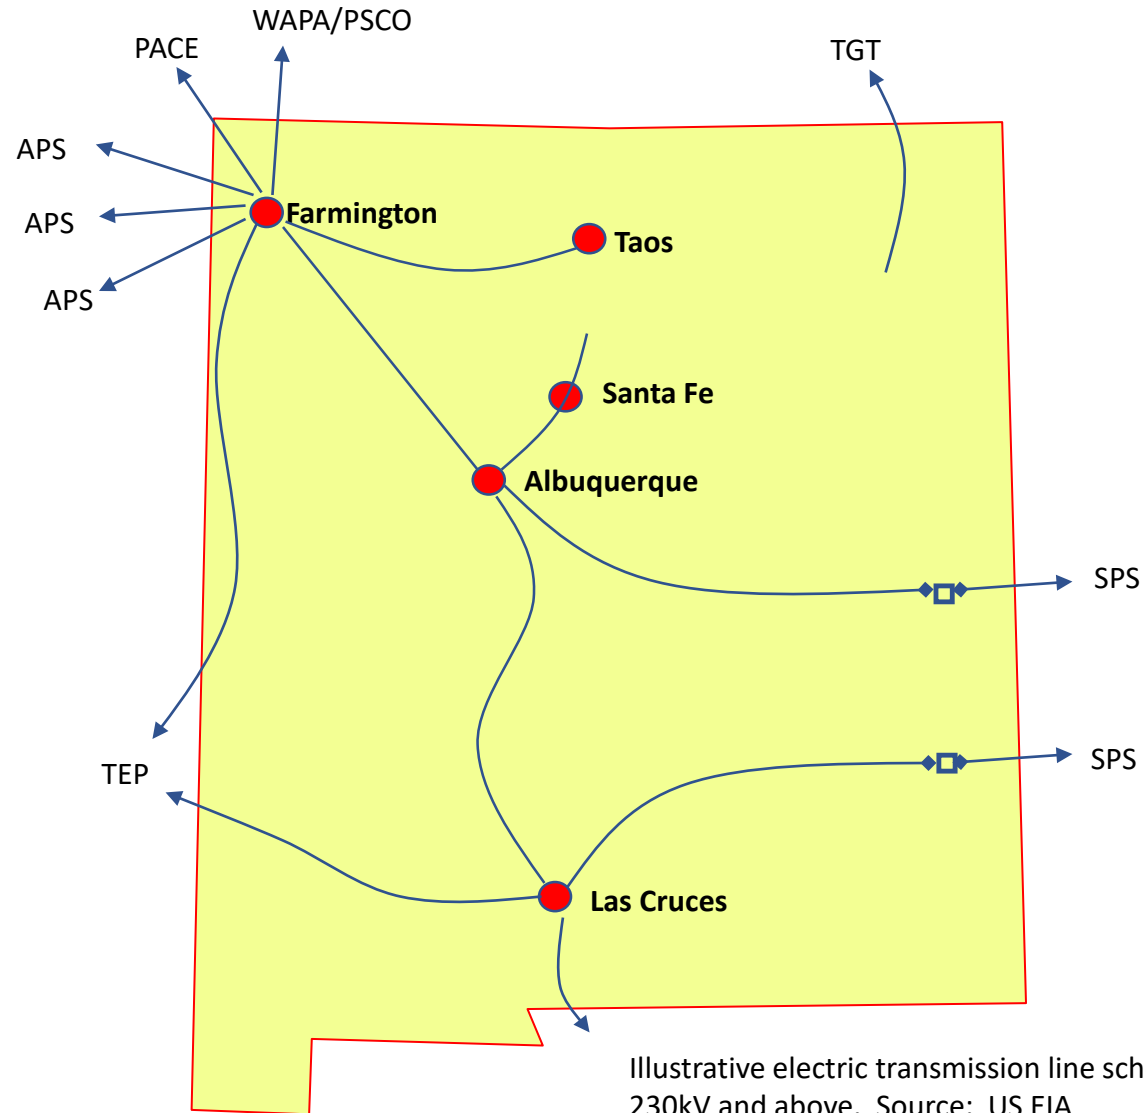 WAPA/PSCO
PACE
TGT
APS
APS
Farmington
Taos
APS
Santa Fe
Albuquerque
SPS
SPS
TEP
Las Cruces
Illustrative electric transmission line sch
230kV and above. Source: US EIA